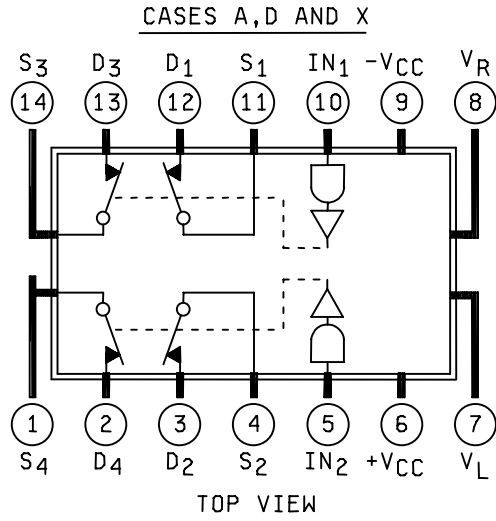 CASES A,D AND X
S3 D3 D1 S1 IN1 -VCC VR
14 13 12 11 10 9 8
1 2 3 4 5 6 7
S4 D4 D2 S2 IN2 +VCC VL
TOP VIEW